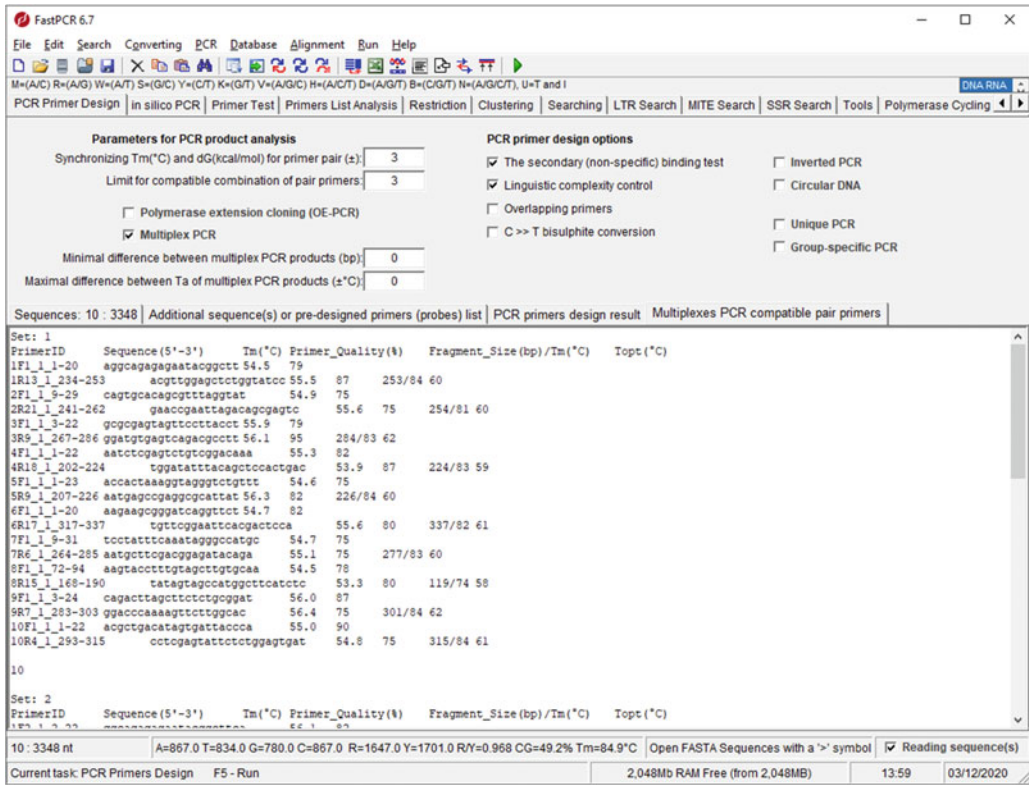 FastPCR 6.7
File Edit Search Converting PCR Database Alignment Run Help
M=(A/C) R=(A/G) W=(A/T) S=(G/C) Y=(C/T) K=(G/T) V=(A/G/C) H=(A/C/T) D=(A/G/T) B=(C/G/T) N=(A/G/C/T), U=T and I DNA RNA
PCR Primer Design in silico PCR Primer Test Primers List Analysis Restriction Clustering Searching LTR Search MITE Search SSR Search Tools Polymerase Cycling
Parameters for PCR product analysis PCR primer design options
Synchronizing Tm(°C) and dG(kcal/mol) for primer pair (±): 3 The secondary (non-specific) binding test Inverted PCR
Limit for compatible combination of pair primers: 3 Linguistic complexity control Circular DNA
Polymerase extension cloning (OE-PCR) Overlapping primers
Multiplex PCR C >> T bisulphite conversion Unique PCR
Minimal difference between multiplex PCR products (bp): 0 Group-specific PCR
Maximal difference between Ta of multiplex PCR products (±°C): 0
Sequences: 10 : 3348 Additional sequence(s) or pre-designed primers (probes) list PCR primers design result Multiplexes PCR compatible pair primers
Set: 1
PrimerID Sequence(5'-3') Tm(°C) Primer_Quality(%) Fragment_Size(bp)/Tm(°C) Topt(°C)
1F1_1_1-20 aggcagagagaatacggctt 54.5 79
1R13_1_234-253 acgttggagctctggtatcc 55.5 87 253/84 60
2F1_1_9-29 cagtgcacagcgtttaggtat 54.9 75
2R21_1_241-262 gaaccgaattagacagcgagtc 55.6 75 254/81 60
3F1_1_3-22 gcgcgagtagttccttacct 55.9 79
3R9_1_267-286 ggatgtgagtcagacgcctt 56.1 95 284/83 62
4F1_1_1-22 aatctcgagtctgtcggacaaa 55.3 82
4R18_1_202-224 tggatatttacagctccactgac 53.9 87 224/83 59
5F1_1_1-23 accactaaaggtagggtctgttt 54.6 75
5R9_1_207-226 aatgagccgaggcgcattat 56.3 82 226/84 60
6F1_1_1-20 aagaagcgggatcaggttct 54.7 82
6R17_1_317-337 tgttcggaattcacgactcca 55.6 80 337/82 61
7F1_1_9-31 tcctatttcaaatagggccatgc 54.7 75
7R6_1_264-285 aatgcttcgacggagatacaga 55.1 75 277/83 60
8F1_1_72-94 aagtaccttttgtagcttgtgcaa 54.5 78
8R15_1_168-190 tatagtagccatggcttcatctc 53.3 80 119/74 58
9F1_1_3-24 cagacttagcttctctgcggat 56.0 87
9R7_1_283-303 ggacccaaaagttcttggcac 56.4 75 301/84 62
10F1_1_1-22 acgctgacatagtgattaccca 55.0 90
10R4_1_293-315 cctcgagtattctctggagtgat 54.8 75 315/84 61
10
Set: 2
PrimerID Sequence(5'-3') Tm(°C) Primer_Quality(%) Fragment_Size(bp)/Tm(°C) Topt(°C)
10 : 3348 nt A=867.0 T=834.0 G=780.0 C=867.0 R=1647.0 Y=1701.0 R/Y=0.968 CG=49.2% Tm=84.9°C Open FASTA Sequences with a '>' symbol Reading sequence(s)
Current task: PCR Primers Design F5 - Run 2,048Mb RAM Free (from 2,048MB) 13:59 03/12/2020